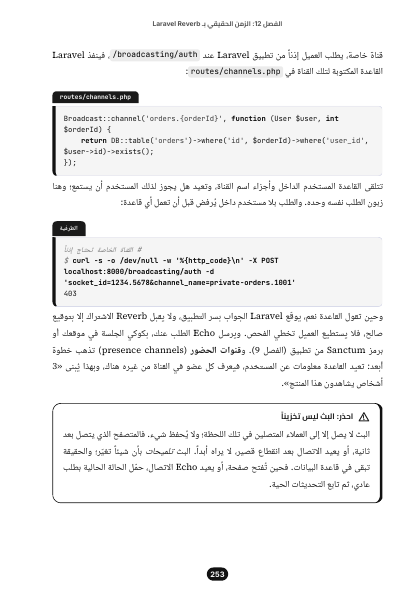 الفصل 12: الزمن الحقيقي بـ Laravel Reverb
قناة خاصة، يطلب العميل إذناً من تطبيق Laravel عند /broadcasting/auth، فينفذ Laravel
القاعدة المكتوبة لتلك القناة في routes/channels.php:
routes/channels.php
Broadcast::channel('orders.{orderId}', function (User $user, int
$orderId) {
return DB::table('orders')->where('id', $orderId)->where('user_id',
$user->id)->exists();
});
تتلقى القاعدة المستخدم الداخل وأجزاء اسم القناة، وتعيد هل يجوز لذلك المستخدم أن يستمع؛ وهنا
زبون الطلب نفسه وحده. والطلب بلا مستخدم داخل يُرفض قبل أن تعمل أي قاعدة:
الطرفية
# القناة الخاصة تحتاج إذناً
$ curl -s -o /dev/null -w '%{http_code}\n' -X POST
localhost:8000/broadcasting/auth -d
'socket_id=1234.5678&channel_name=private-orders.1001'
403
وحين تقول القاعدة نعم، يوقّع Laravel الجواب بسر التطبيق، ولا يقبل Reverb الاشتراك إلا بتوقيع
صالح، فلا يستطيع العميل تخطي الفحص. ويرسل Echo الطلب عنك، بكوكي الجلسة في موقعك أو
برمز Sanctum من تطبيق (الفصل 9). وقنوات الحضور (presence channels) تذهب خطوة
أبعد: تعيد القاعدة معلومات عن المستخدم، فيعرف كل عضو في القناة من غيره هناك، وبهذا يُبنى «3
أشخاص يشاهدون هذا المنتج».
احذر: البث ليس تخزيناً
البث لا يصل إلا إلى العملاء المتصلين في تلك اللحظة؛ ولا يُحفظ شيء. فالمتصفح الذي يتصل بعد
ثانية، أو يعيد الاتصال بعد انقطاع قصير، لا يراه أبداً. البث تلميحات بأن شيئاً تغيّر؛ والحقيقة
تبقى في قاعدة البيانات. فحين تُفتح صفحة، أو يعيد Echo الاتصال، حمّل الحالة الحالية بطلب
عادي، ثم تابع التحديثات الحية.
253